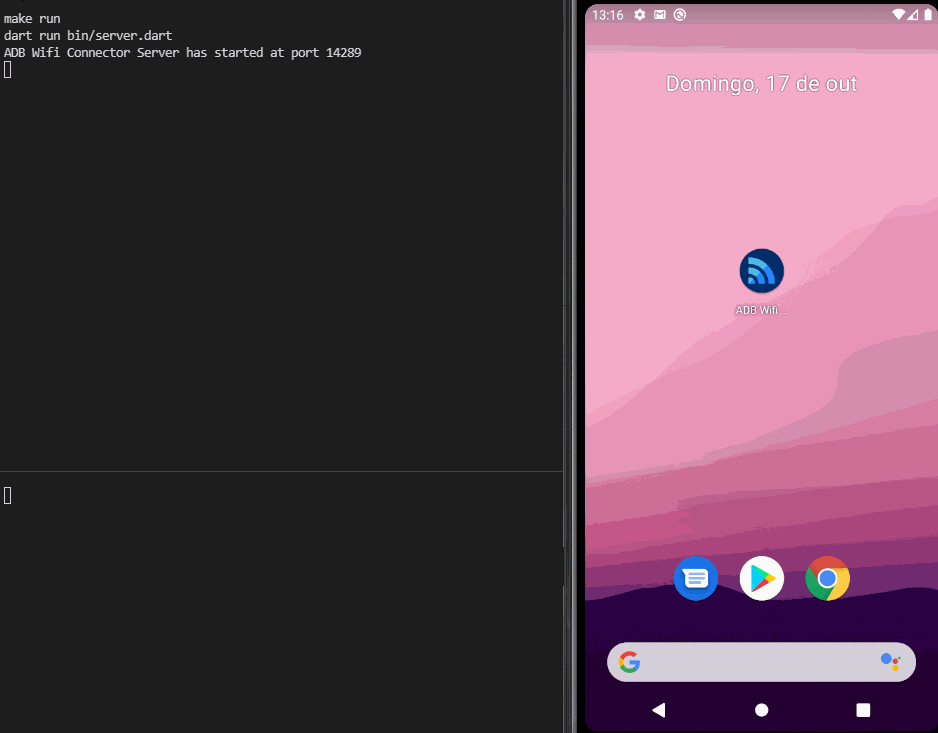 make run
dart run bin/server.dart
ADB Wifi Connector Server has started at port 14289
13:16
Domingo, 17 de out
ADB Wifi...